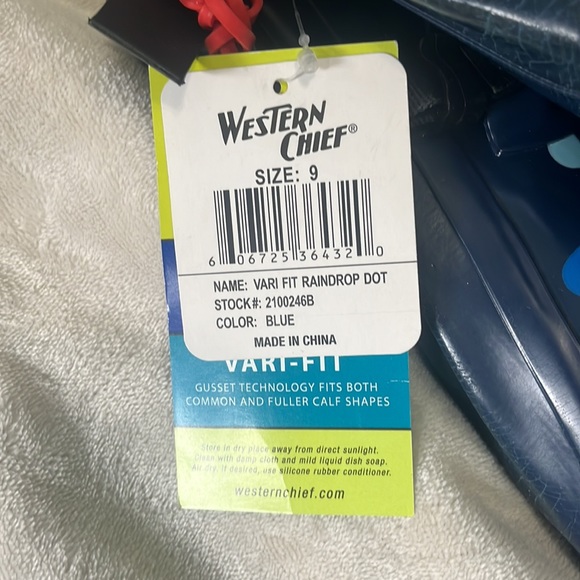 WESTERN
CHIEF®
SIZE: 9
6 06725 36432 0
NAME: VARI FIT RAINDROP DOT
STOCK#: 2100246B
COLOR: BLUE
MADE IN CHINA
VARI-FIT
GUSSET TECHNOLOGY FITS BOTH
COMMON AND FULLER CALF SHAPES
Store in dry place away from direct sunlight.
Clean with damp cloth and mild liquid dish soap.
Air dry. If desired, use silicone rubber conditioner.
westernchief.com